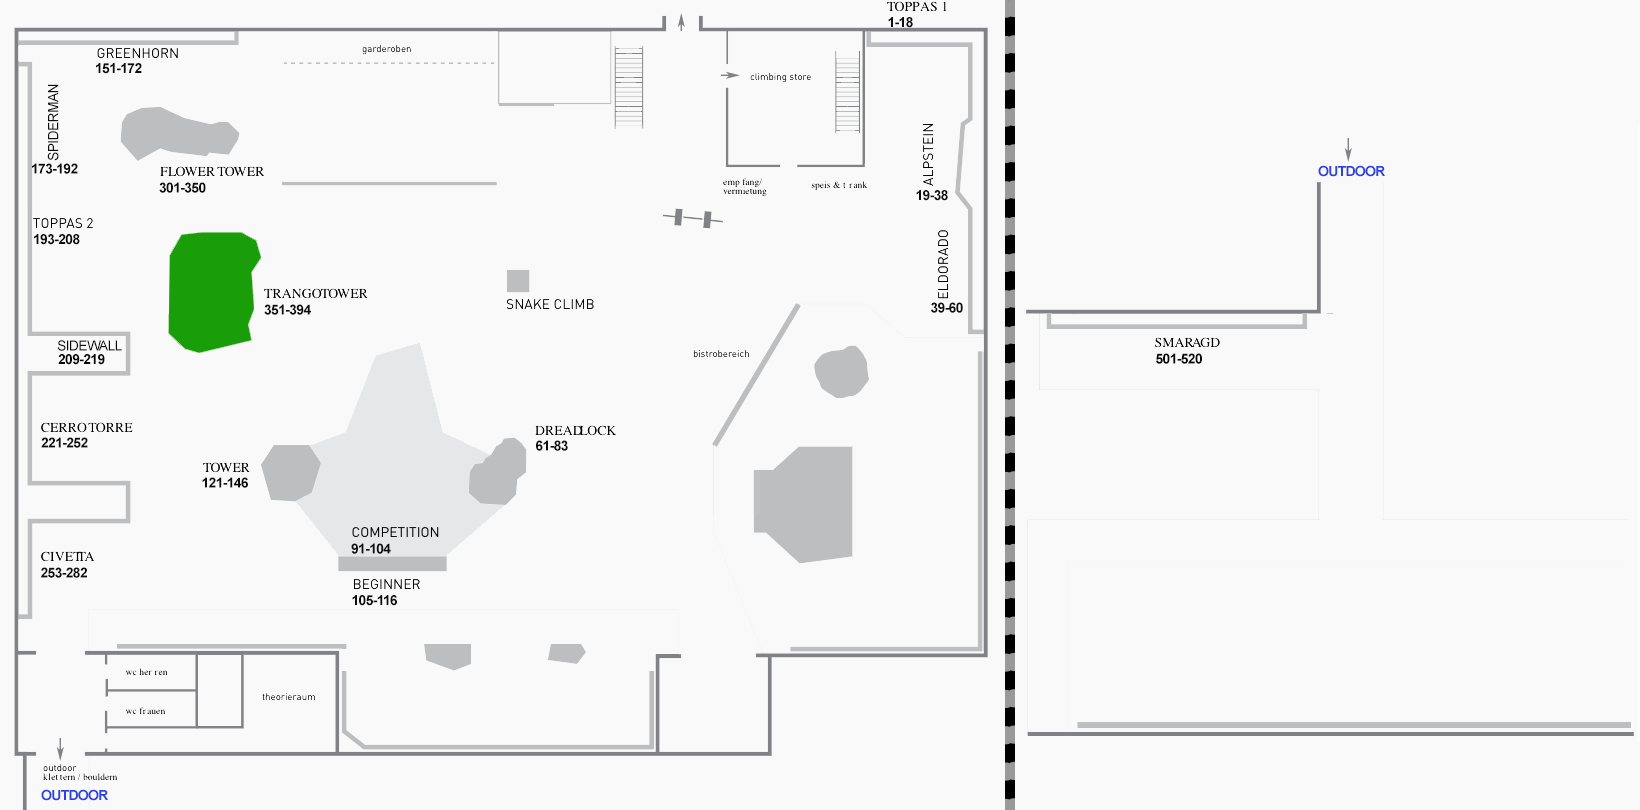 TOPPAS 1
1-18
GREENHORN
151-172
garderoben
climbing store
SPIDERMAN
173-192
FLOWER TOWER
301-350
emp fang/
vermietung
speis & t rank
ALPSTEIN
19-38
OUTDOOR
TOPPAS 2
193-208
TRANGOTOWER
351-394
SNAKE CLIMB
ELDORADO
39-60
SIDEWALL
209-219
bistrobereich
SMARAGD
501-520
CERRO TORRE
221-252
DREADLOCK
61-83
TOWER
121-146
COMPETITION
91-104
CIVETTA
253-282
BEGINNER
105-116
wc her ren
wc frauen
theorieraum
outdoor
klettern / bouldern
OUTDOOR